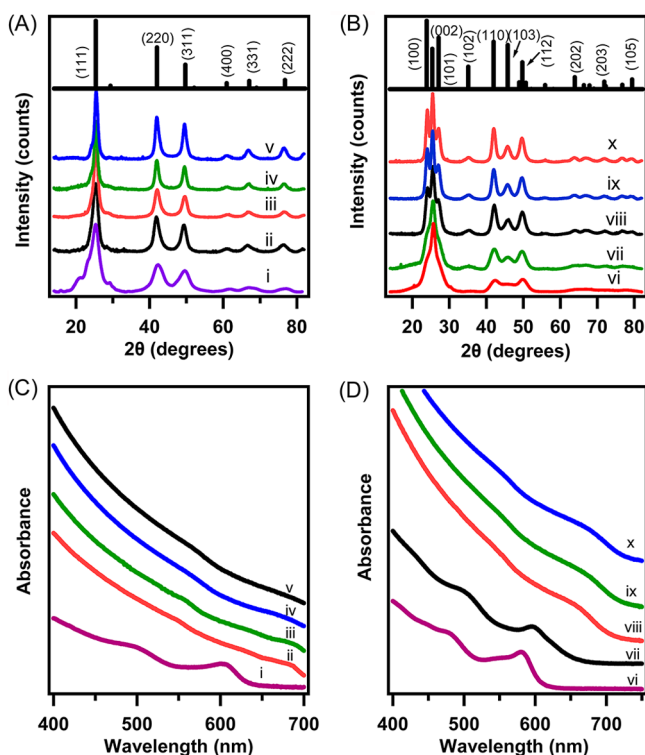 (A)
(111)
(220)
(311)
(400)
(331)
(222)
Intensity (counts)
v
iv
iii
ii
i
20 40 60 80
2θ (degrees)
(B)
(100)
(002)
(101)
(102)
(110)
(103)
(112)
(202)
(203)
(105)
Intensity (counts)
x
ix
viii
vii
vi
20 30 40 50 60 70 80
2θ (degrees)
(C)
Absorbance
v
iv
iii
ii
i
400 500 600 700
Wavelength (nm)
(D)
Absorbance
x
ix
viii
vii
vi
400 500 600 700
Wavelength (nm)